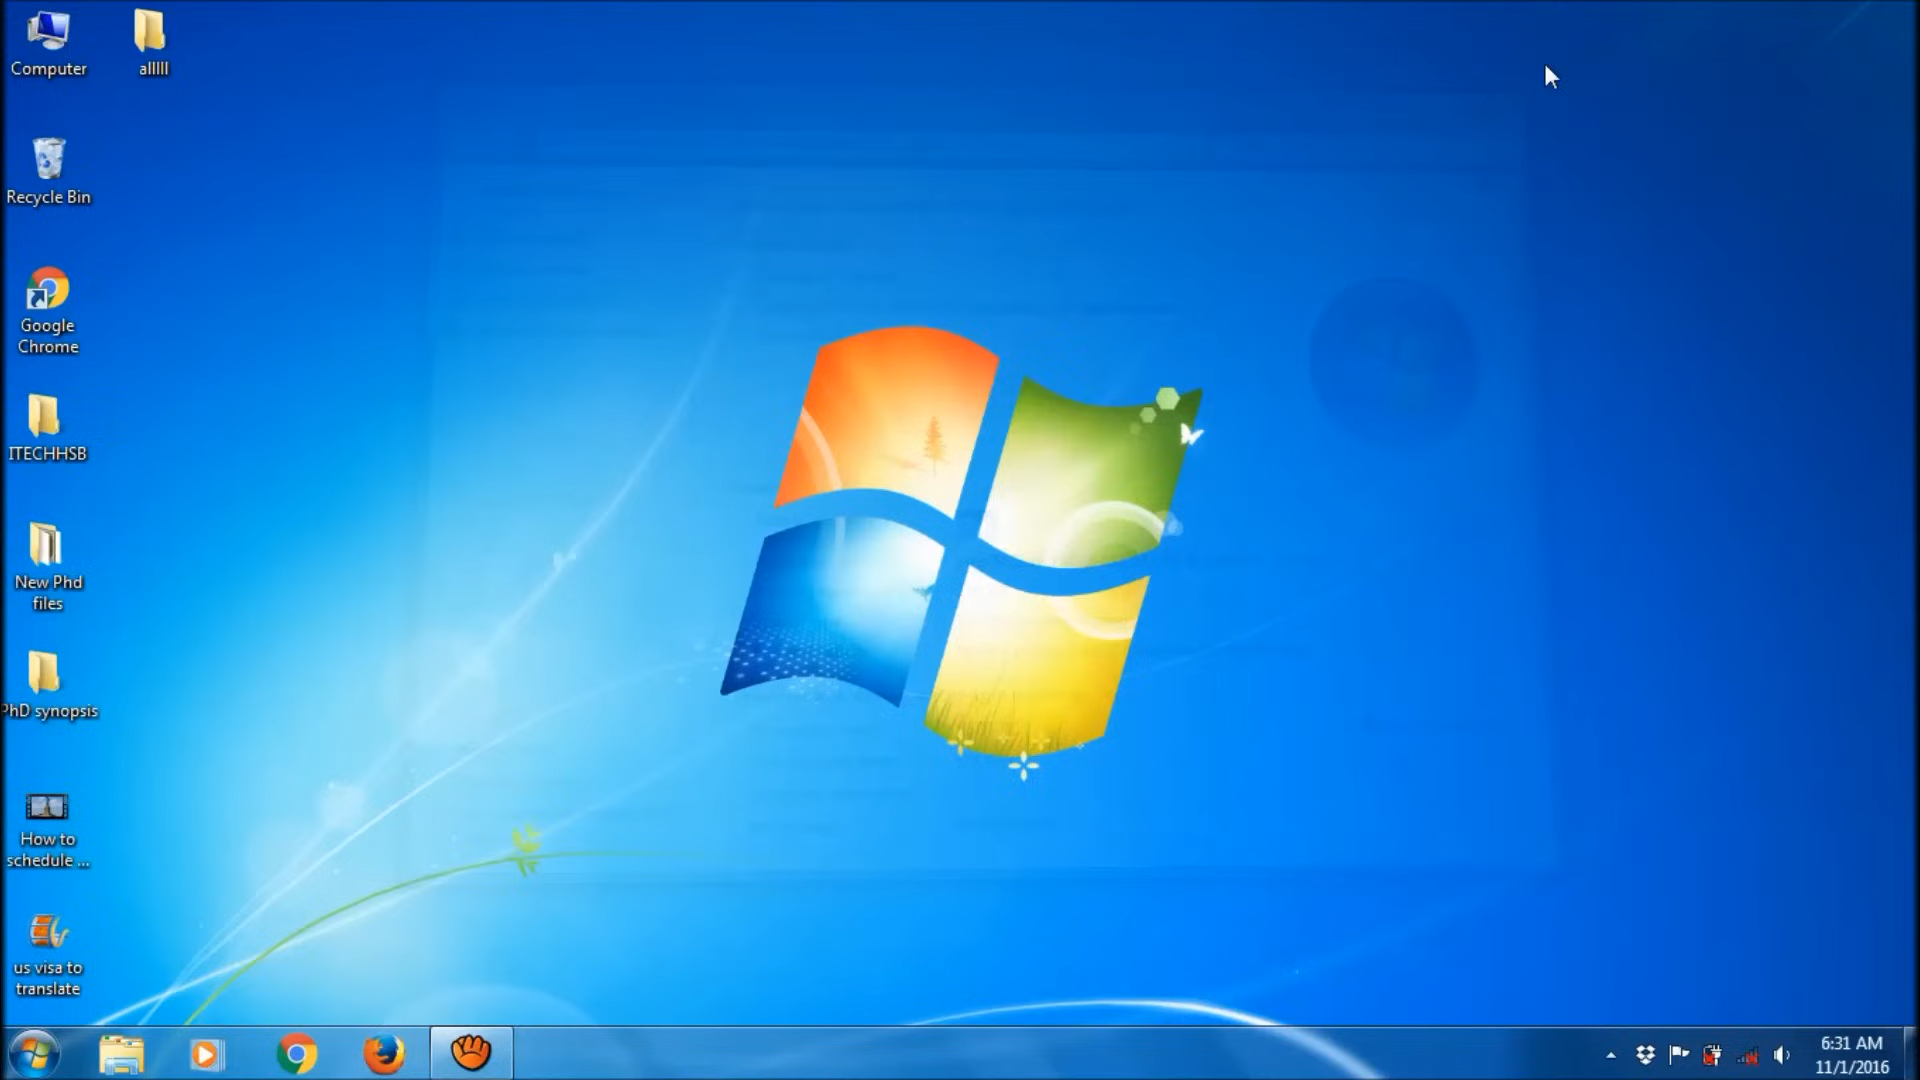 Computer
alllll
Recycle Bin
Google
Chrome
ITECHHSB
New Phd
files
PhD synopsis
How to
schedule ...
us visa to
translate
6:31 AM
11/1/2016